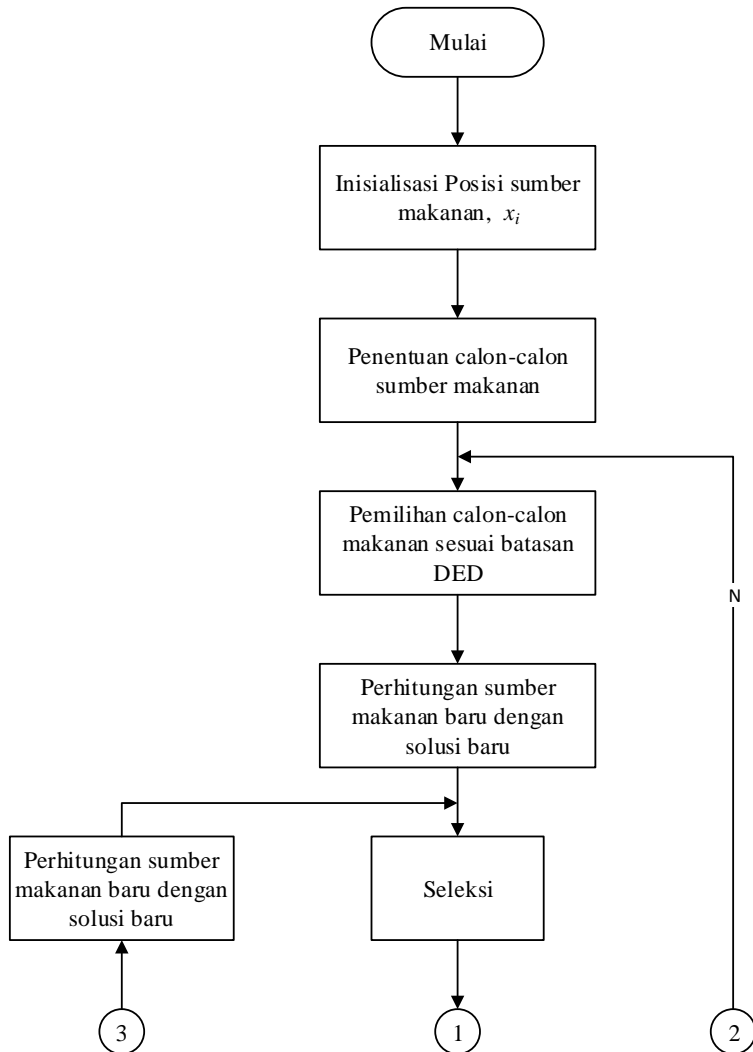 Mulai
Inisialisasi Posisi sumber
makanan, xi
Penentuan calon-calon
sumber makanan
Pemilihan calon-calon
makanan sesuai batasan
DED
N
Perhitungan sumber
makanan baru dengan
solusi baru
Perhitungan sumber
makanan baru dengan
solusi baru
Seleksi
3
1
2